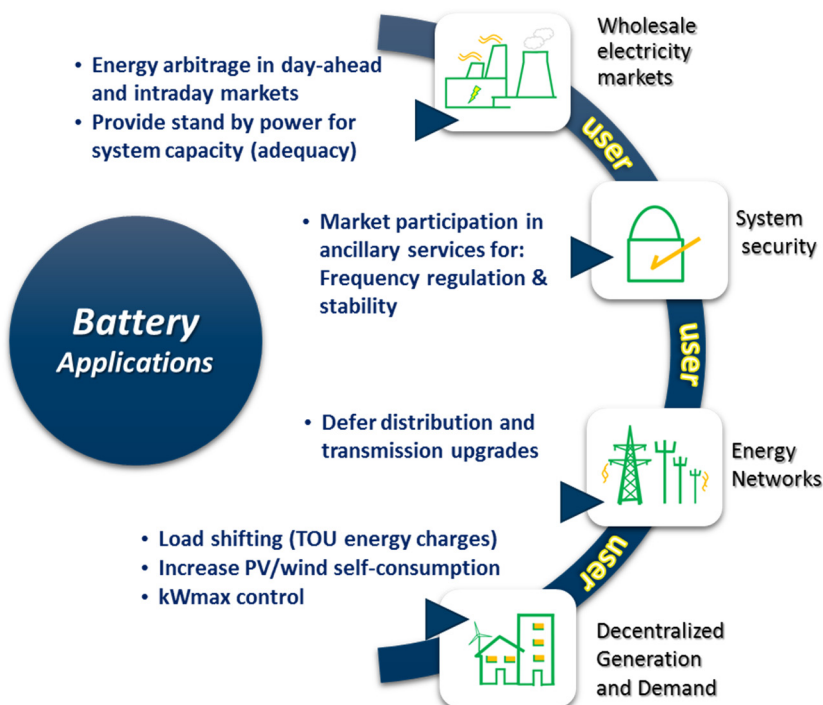 Wholesale
electricity
markets
• Energy arbitrage in day-ahead
and intraday markets
• Provide stand by power for
system capacity (adequacy)
user
System
security
• Market participation in
ancillary services for:
Frequency regulation &
stability
Battery
Applications
user
• Defer distribution and
transmission upgrades
Energy
Networks
• Load shifting (TOU energy charges)
• Increase PV/wind self-consumption
• kWmax control
user
Decentralized
Generation
and Demand